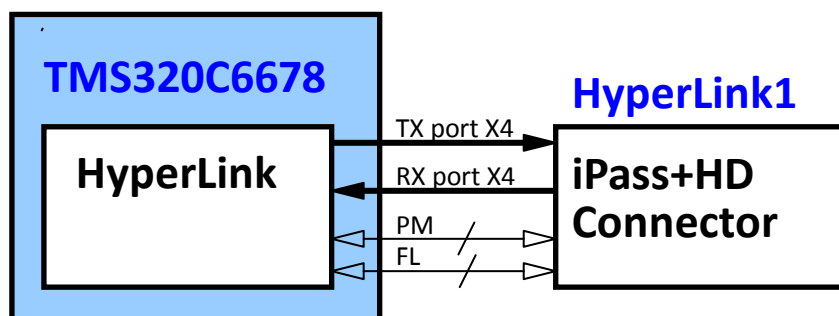 TMS320C6678
HyperLink1
TX port X4
HyperLink
iPass+HD
Connector
RX port X4
PM
FL